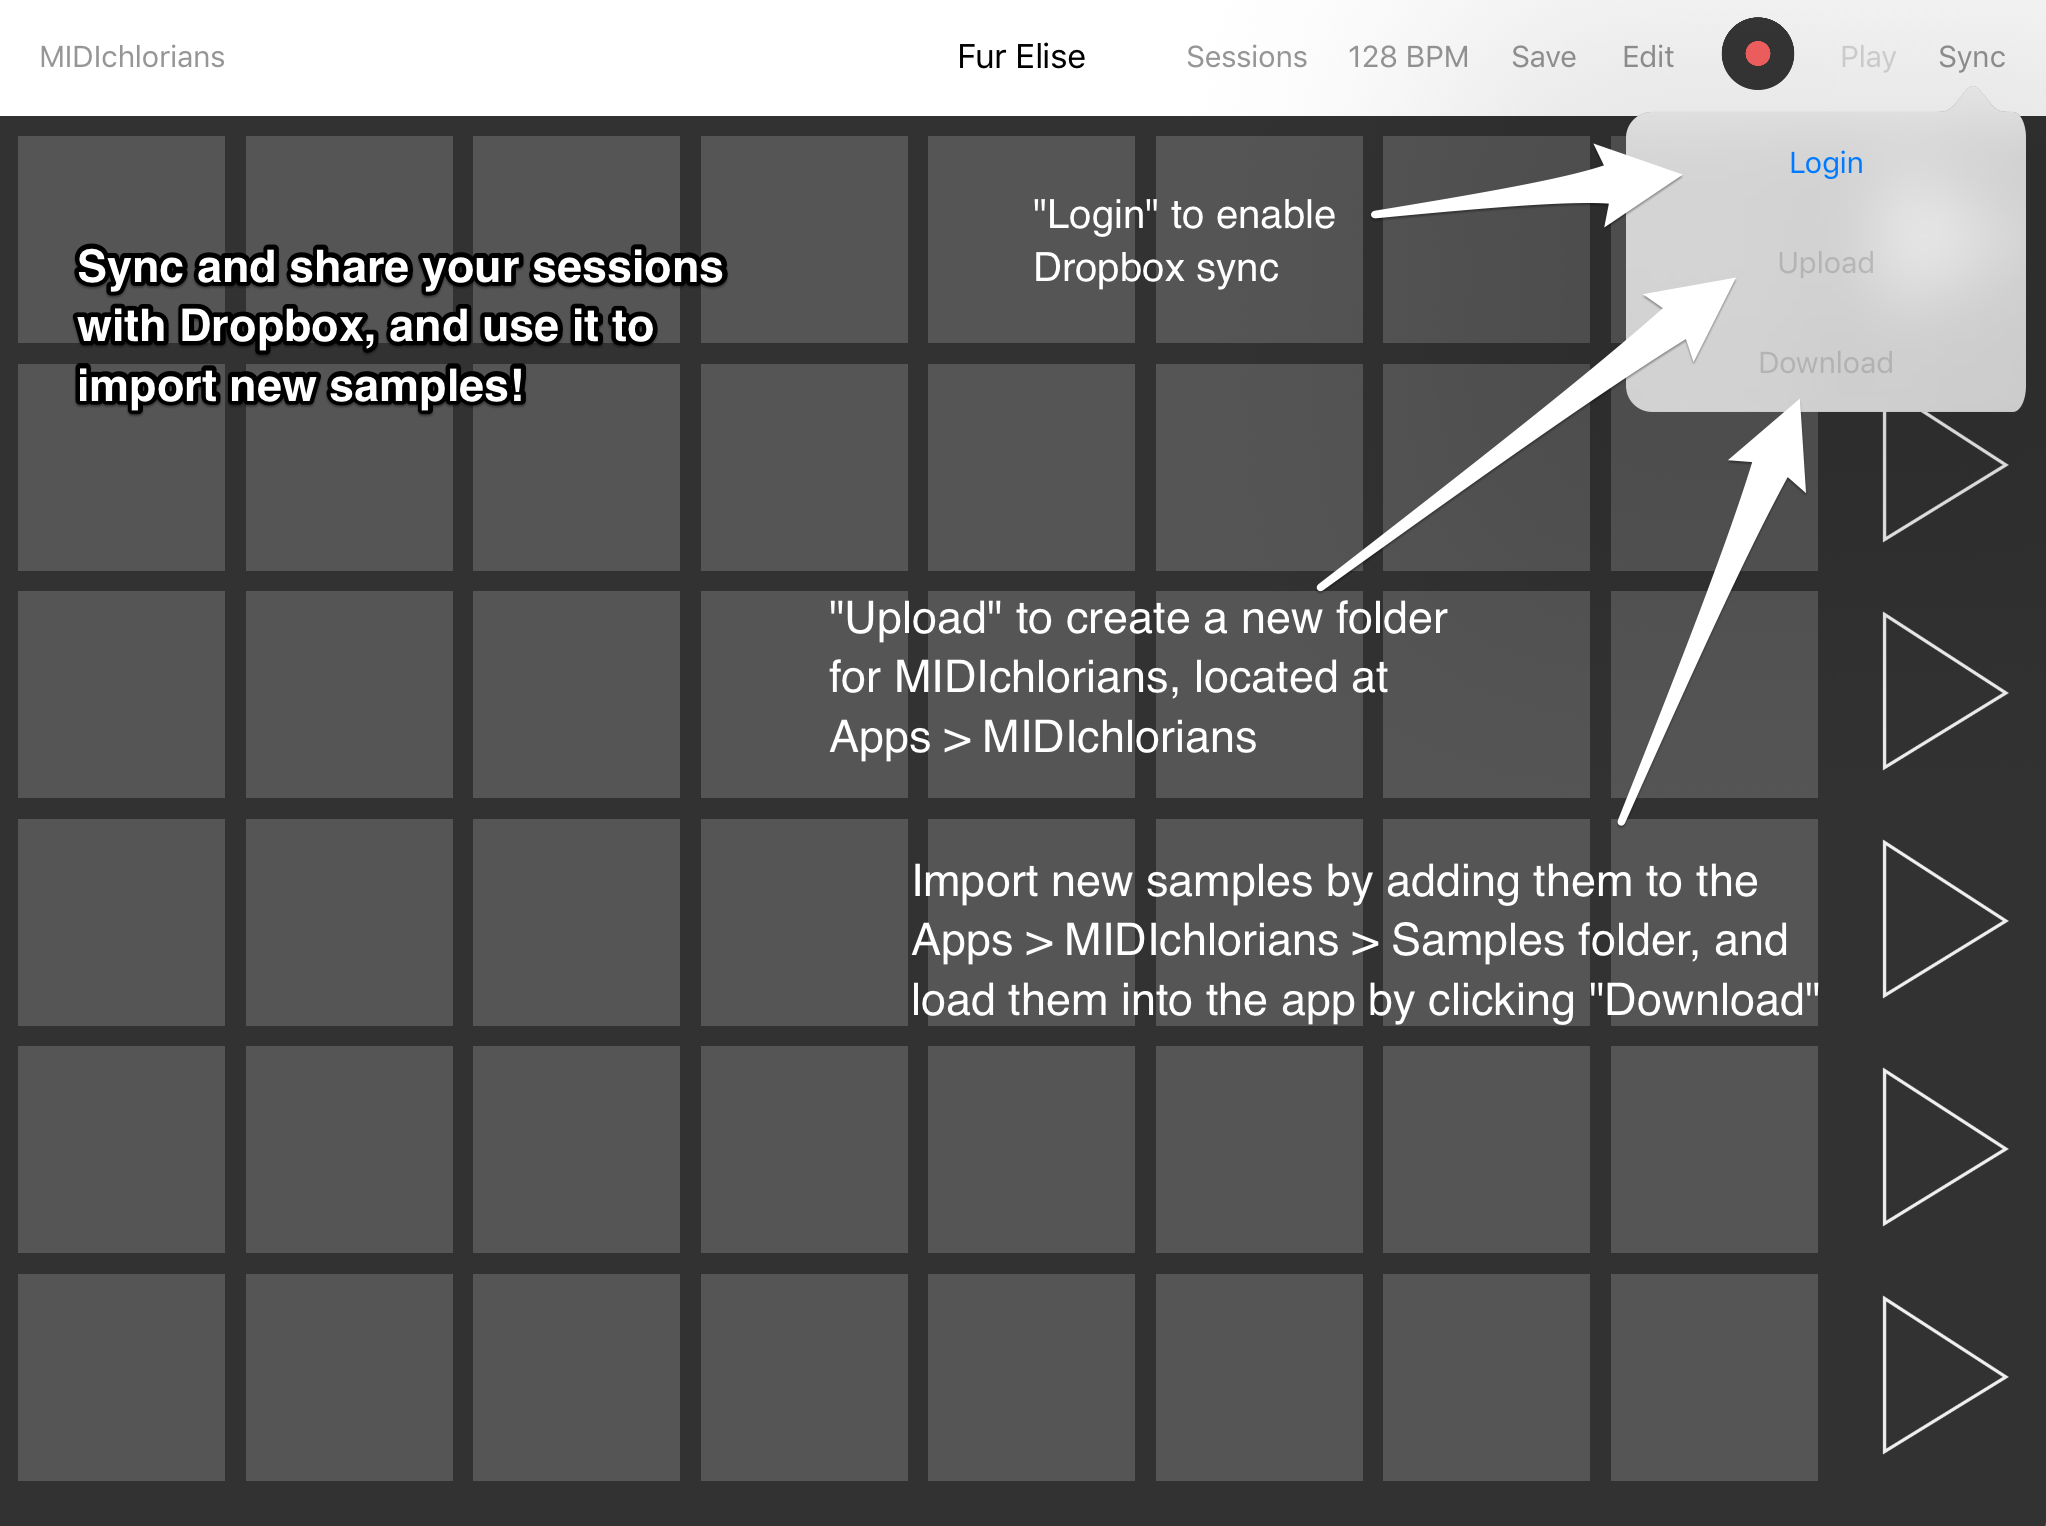 MIDIchlorians Fur Elise Sessions 128 BPM Save Edit Play Sync
Login
Upload
Download
"Login" to enable
Dropbox sync
Sync and share your sessions
with Dropbox, and use it to
import new samples!
"Upload" to create a new folder
for MIDIchlorians, located at
Apps > MIDIchlorians
Import new samples by adding them to the
Apps > MIDIchlorians > Samples folder, and
load them into the app by clicking "Download"